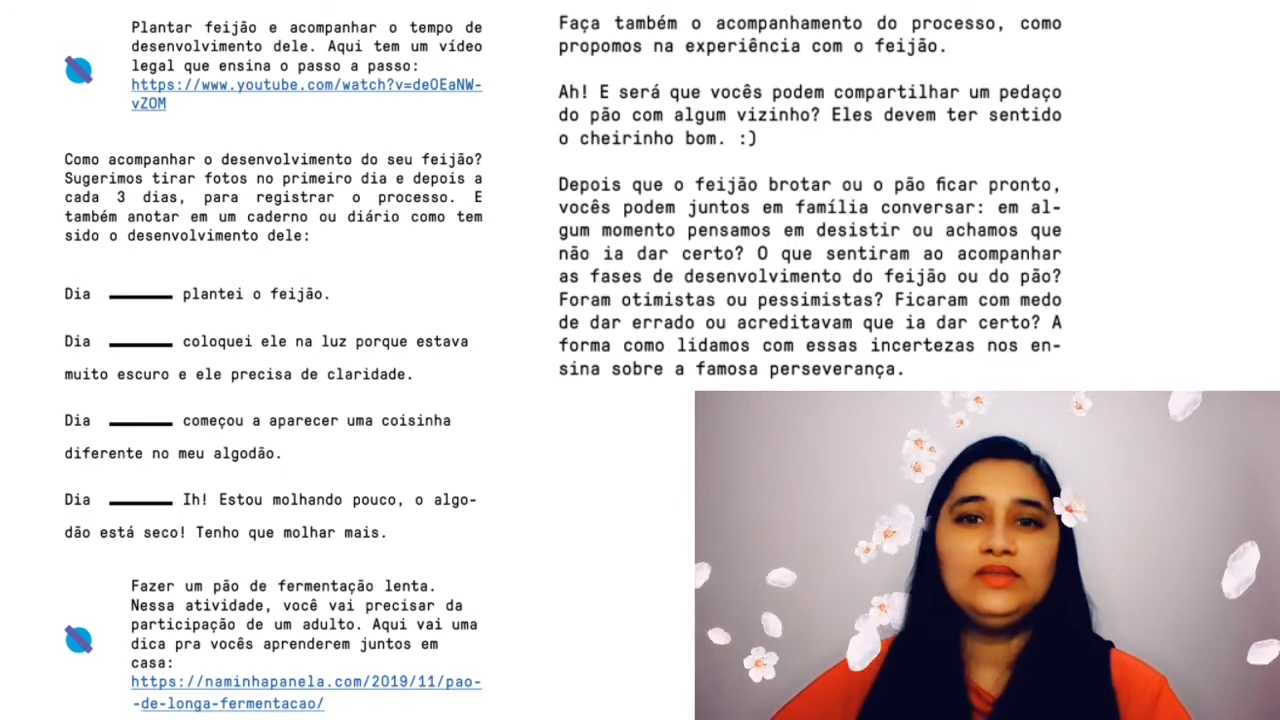 Plantar feijão e acompanhar o tempo de
desenvolvimento dele. Aqui tem um vídeo
legal que ensina o passo a passo:
https://www.youtube.com/watch?v=deOEaNW-
vZOM
Como acompanhar o desenvolvimento do seu feijão?
Sugerimos tirar fotos no primeiro dia e depois a
cada 3 dias, para registrar o processo. E
também anotar em um caderno ou diário como tem
sido o desenvolvimento dele:
Dia ______ plantei o feijão.
Dia ______ coloquei ele na luz porque estava
muito escuro e ele precisa de claridade.
Dia ______ começou a aparecer uma coisinha
diferente no meu algodão.
Dia ______ Ih! Estou molhando pouco, o algo-
dão está seco! Tenho que molhar mais.
Fazer um pão de fermentação lenta.
Nessa atividade, você vai precisar da
participação de um adulto. Aqui vai uma
dica pra vocês aprenderem juntos em
casa:
https://naminhapanela.com/2019/11/pao-
-de-longa-fermentacao/
Faça também o acompanhamento do processo, como
propomos na experiência com o feijão.
Ah! E será que vocês podem compartilhar um pedaço
do pão com algum vizinho? Eles devem ter sentido
o cheirinho bom. :)
Depois que o feijão brotar ou o pão ficar pronto,
vocês podem juntos em família conversar: em al-
gum momento pensamos em desistir ou achamos que
não ia dar certo? O que sentiram ao acompanhar
as fases de desenvolvimento do feijão ou do pão?
Foram otimistas ou pessimistas? Ficaram com medo
de dar errado ou acreditavam que ia dar certo? A
forma como lidamos com essas incertezas nos en-
sina sobre a famosa perseverança.